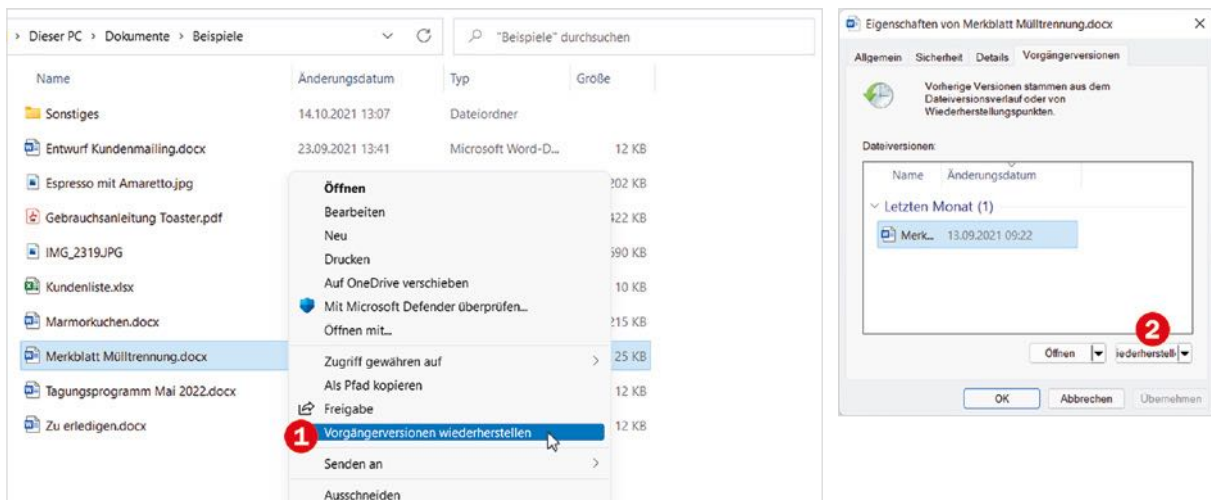 › Dieser PC › Dokumente › Beispiele
"Beispiele" durchsuchen
Name Änderungsdatum Typ Größe
Sonstiges 14.10.2021 13:07 Dateiordner
Entwurf Kundenmailing.docx 23.09.2021 13:41 Microsoft Word-D... 12 KB
Espresso mit Amaretto.jpg 202 KB
Gebrauchsanleitung Toaster.pdf 422 KB
IMG_2319.JPG 590 KB
Kundenliste.xlsx 10 KB
Marmorkuchen.docx 215 KB
Merkblatt Mülltrennung.docx 25 KB
Tagungsprogramm Mai 2022.docx 12 KB
Zu erledigen.docx 12 KB
Öffnen
Bearbeiten
Neu
Drucken
Auf OneDrive verschieben
Mit Microsoft Defender überprüfen...
Öffnen mit...
Zugriff gewähren auf
Als Pfad kopieren
Freigabe
1 Vorgängerversionen wiederherstellen
Senden an
Ausschneiden
Eigenschaften von Merkblatt Mülltrennung.docx
Allgemein Sicherheit Details Vorgängerversionen
Vorherige Versionen stammen aus dem
Dateiversionsverlauf oder von
Wiederherstellungspunkten.
Dateiversionen:
Name Änderungsdatum
Letzten Monat (1)
Merk... 13.09.2021 09:22
2
Öffnen iederherstell
OK Abbrechen Übernehmen